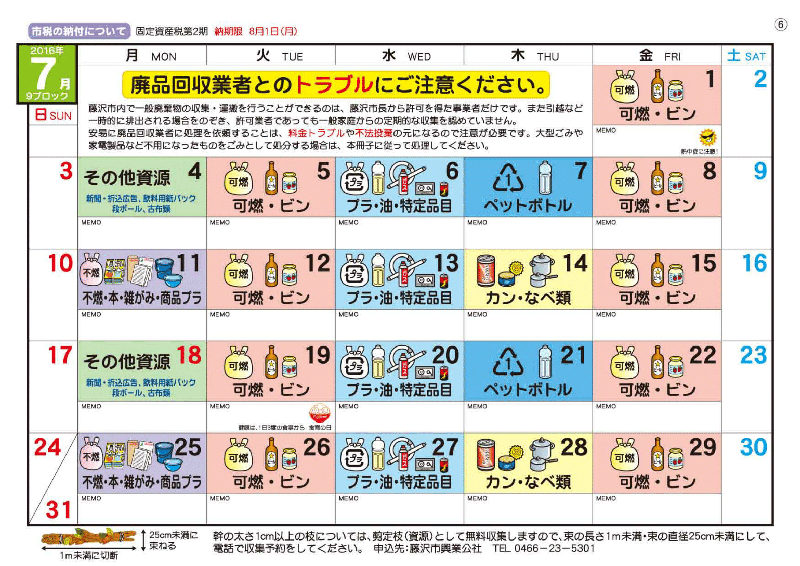 ⑥
市税の納付について 固定資産税第2期 納期限 8月1日(月)
2016年
7月
9ブロック
日 SUN
月 MON
火 TUE
水 WED
木 THU
金 FRI
土 SAT
廃品回収業者とのトラブルにご注意ください。
藤沢市内で一般廃棄物の収集・運搬を行うことができるのは、藤沢市長から許可を得た事業者だけです。また引越など
一時的に排出される場合をのぞき、許可業者であっても一般家庭からの定期的な収集を認めていません。
安易に廃品回収業者に処理を依頼することは、料金トラブルや不法投棄の元になるので注意が必要です。大型ごみや
家電製品など不用になったものをごみとして処分する場合は、本冊子に従って処理してください。
可燃 1
可燃・ビン
MEMO
熱中症に注意!
2
3
その他資源 4
新聞・折込広告、飲料用紙パック
段ボール、古布類
MEMO
可燃 5
可燃・ビン
MEMO
プラ 6
プラ・油・特定品目
MEMO
1 7
ペットボトル
MEMO
可燃 8
可燃・ビン
MEMO
9
10
不燃 11
不燃・本・雑がみ・商品プラ
MEMO
可燃 12
可燃・ビン
MEMO
プラ 13
プラ・油・特定品目
MEMO
14
カン・なべ類
MEMO
可燃 15
可燃・ビン
MEMO
16
17
その他資源 18
新聞・折込広告、飲料用紙パック
段ボール、古布類
MEMO
可燃 19
可燃・ビン
MEMO
健康は、1日3度の食事から 食育の日
プラ 20
プラ・油・特定品目
MEMO
1 21
ペットボトル
MEMO
可燃 22
可燃・ビン
MEMO
23
24
31
不燃 25
不燃・本・雑がみ・商品プラ
MEMO
可燃 26
可燃・ビン
MEMO
プラ 27
プラ・油・特定品目
MEMO
28
カン・なべ類
MEMO
可燃 29
可燃・ビン
MEMO
30
25cm未満に
束ねる
1m未満に切断
幹の太さ1cm以上の枝については、剪定枝(資源)として無料収集しますので、束の長さ1m未満・束の直径25cm未満にして、
電話で収集予約をしてください。 申込先:藤沢市興業公社 TEL 0466-23-5301